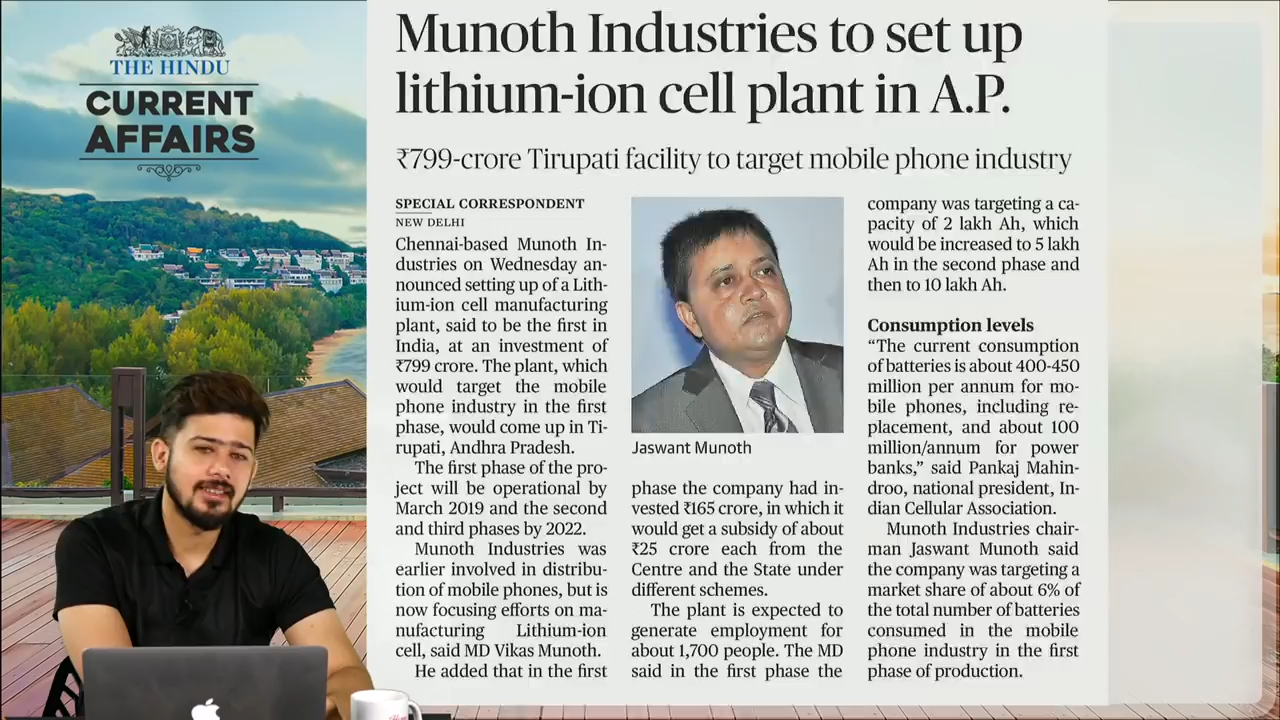 THE HINDU
CURRENT
AFFAIRS
Munoth Industries to set up
lithium-ion cell plant in A.P.
₹799-crore Tirupati facility to target mobile phone industry
SPECIAL CORRESPONDENT
NEW DELHI
Chennai-based Munoth In-
dustries on Wednesday an-
nounced setting up of a Lith-
ium-ion cell manufacturing
plant, said to be the first in
India, at an investment of
₹799 crore. The plant, which
would target the mobile
phone industry in the first
phase, would come up in Ti-
rupati, Andhra Pradesh.
The first phase of the pro-
ject will be operational by
March 2019 and the second
and third phases by 2022.
Munoth Industries was
earlier involved in distribu-
tion of mobile phones, but is
now focusing efforts on ma-
nufacturing Lithium-ion
cell, said MD Vikas Munoth.
He added that in the first
Jaswant Munoth
phase the company had in-
vested ₹165 crore, in which it
would get a subsidy of about
₹25 crore each from the
Centre and the State under
different schemes.
The plant is expected to
generate employment for
about 1,700 people. The MD
said in the first phase the
company was targeting a ca-
pacity of 2 lakh Ah, which
would be increased to 5 lakh
Ah in the second phase and
then to 10 lakh Ah.
Consumption levels
“The current consumption
of batteries is about 400-450
million per annum for mo-
bile phones, including re-
placement, and about 100
million/annum for power
banks,” said Pankaj Mahin-
droo, national president, In-
dian Cellular Association.
Munoth Industries chair-
man Jaswant Munoth said
the company was targeting a
market share of about 6% of
the total number of batteries
consumed in the mobile
phone industry in the first
phase of production.